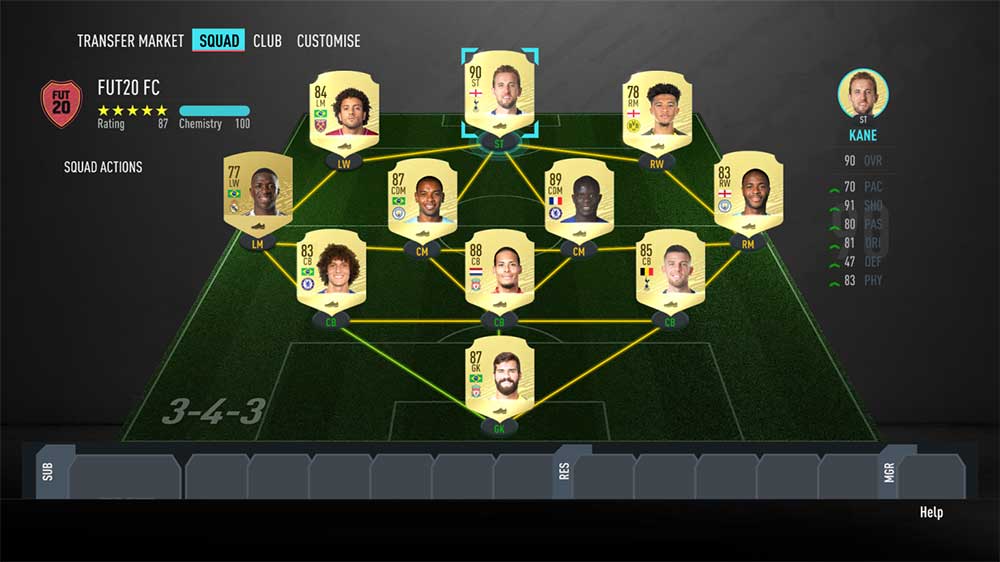 TRANSFER MARKET SQUAD CLUB CUSTOMISE
FUT 20
FUT20 FC
Rating 87 Chemistry 100
SQUAD ACTIONS
84
LM
LW
90
ST
ST
78
RM
RW
77
LW
LM
87
CDM
CM
89
CDM
CM
83
RW
RM
83
CB
CB
88
CB
CB
85
CB
CB
87
GK
GK
3-4-3
ST
KANE
90 OVR
70 PAC
91 SHO
80 PAS
81 DRI
47 DEF
83 PHY
SUB
RES
MGR
Help